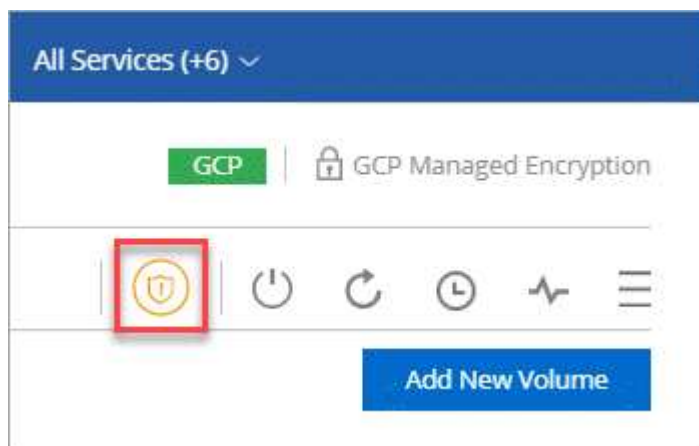 All Services (+6)
GCP
GCP Managed Encryption
Add New Volume